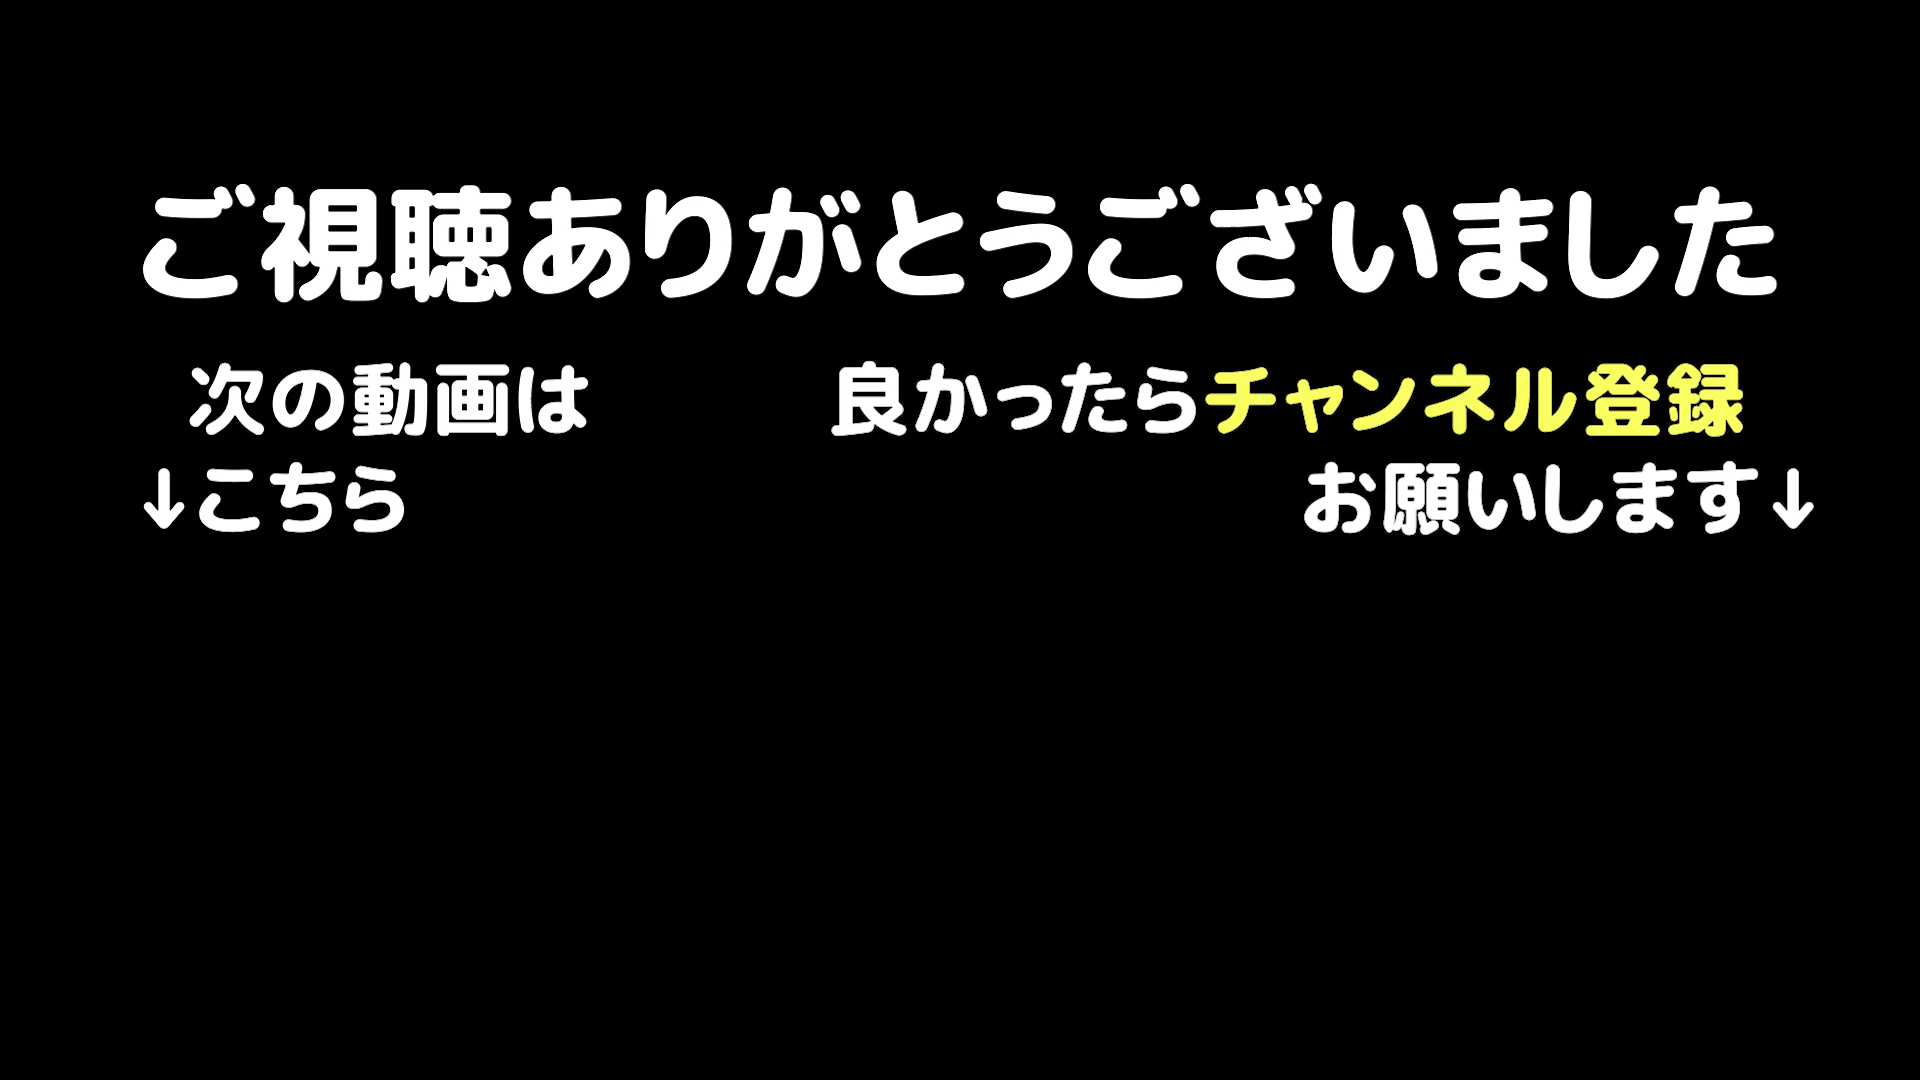 ご視聴ありがとうございました
次の動画は
↓こちら
良かったらチャンネル登録
お願いします↓